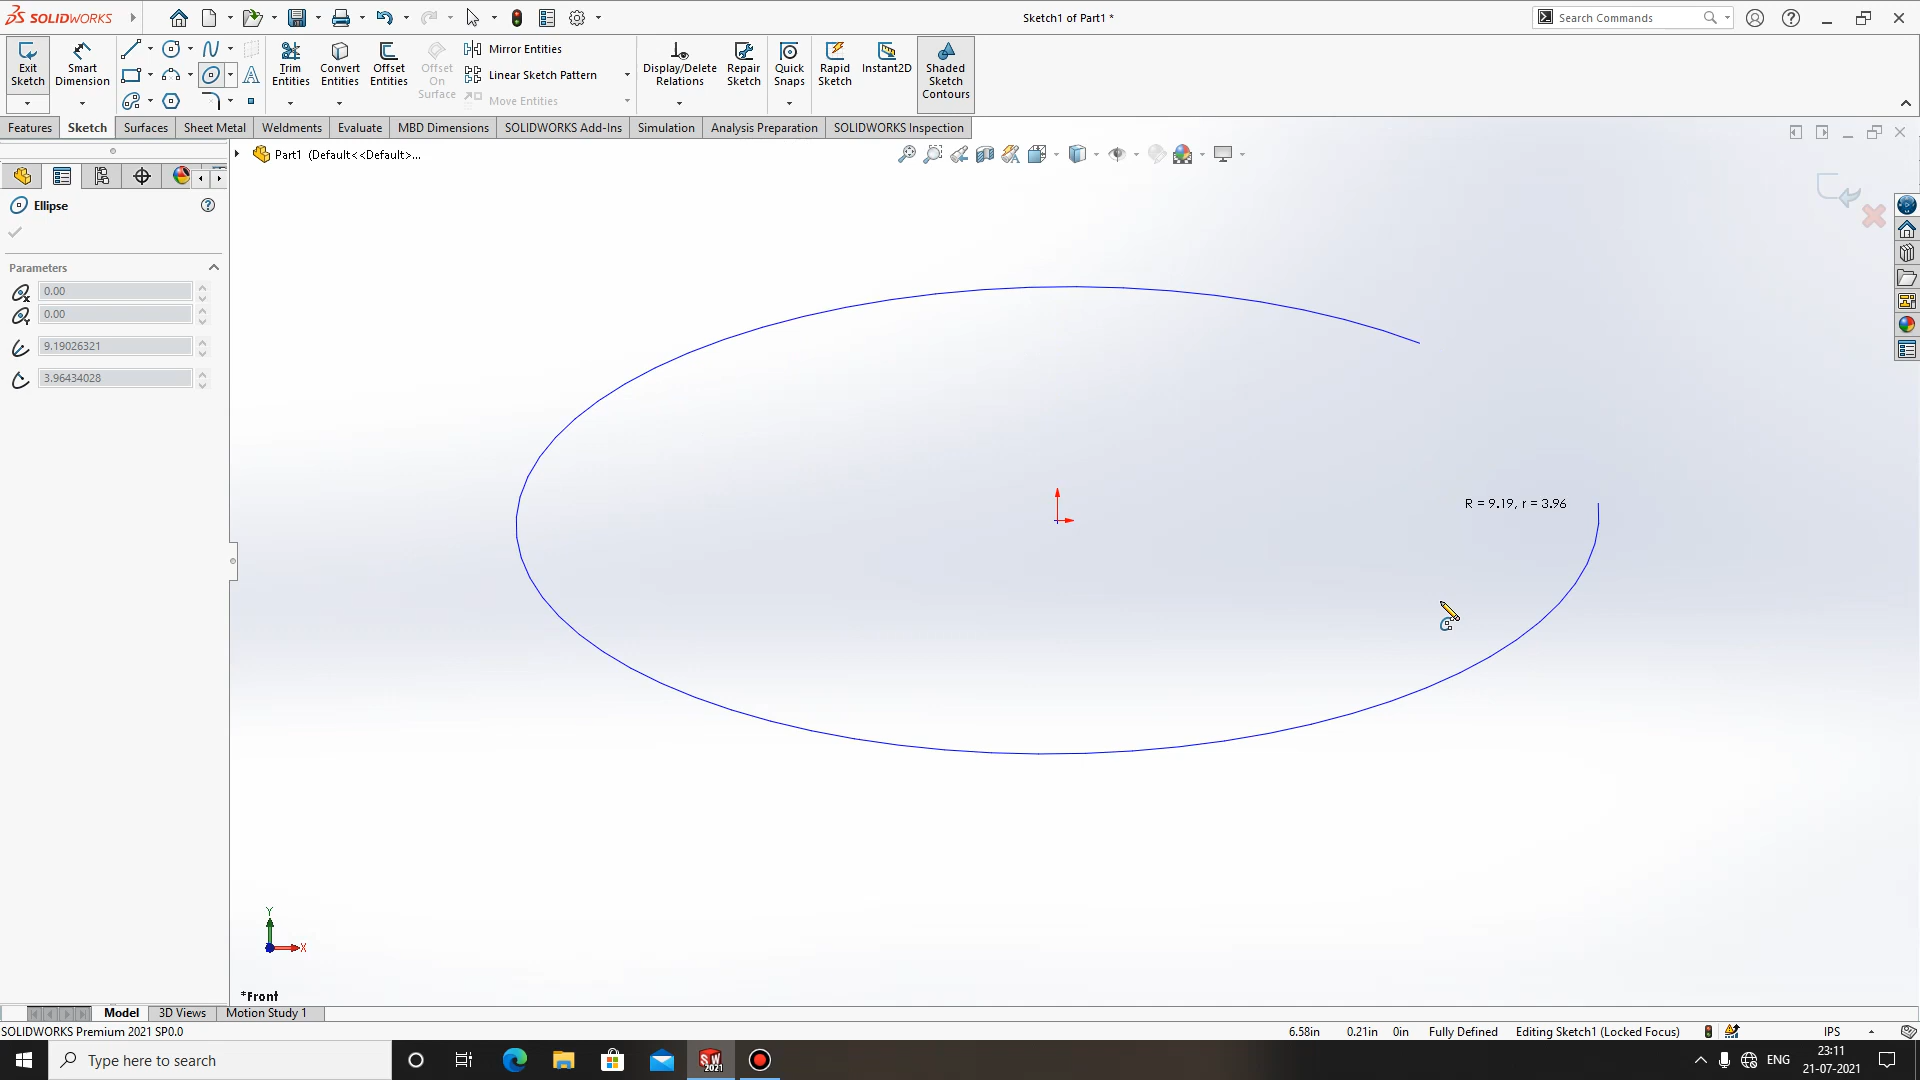 SOLIDWORKS
Sketch1 of Part1 *
Search Commands
Exit Sketch
Smart Dimension
Trim Entities
Convert Entities
Offset Entities
Offset On Surface
Mirror Entities
Linear Sketch Pattern
Move Entities
Display/Delete Relations
Repair Sketch
Quick Snaps
Rapid Sketch
Instant2D
Shaded Sketch Contours
Features
Sketch
Surfaces
Sheet Metal
Weldments
Evaluate
MBD Dimensions
SOLIDWORKS Add-Ins
Simulation
Analysis Preparation
SOLIDWORKS Inspection
Part1 (Default<<Default>...
Ellipse
Parameters
0.00
0.00
9.19026321
3.96434028
R = 9.19, r = 3.96
Y
X
*Front
Model
3D Views
Motion Study 1
SOLIDWORKS Premium 2021 SP0.0
6.58in
0.21in
0in
Fully Defined
Editing Sketch1 (Locked Focus)
IPS
Type here to search
SW
2021
ENG
23:11
21-07-2021